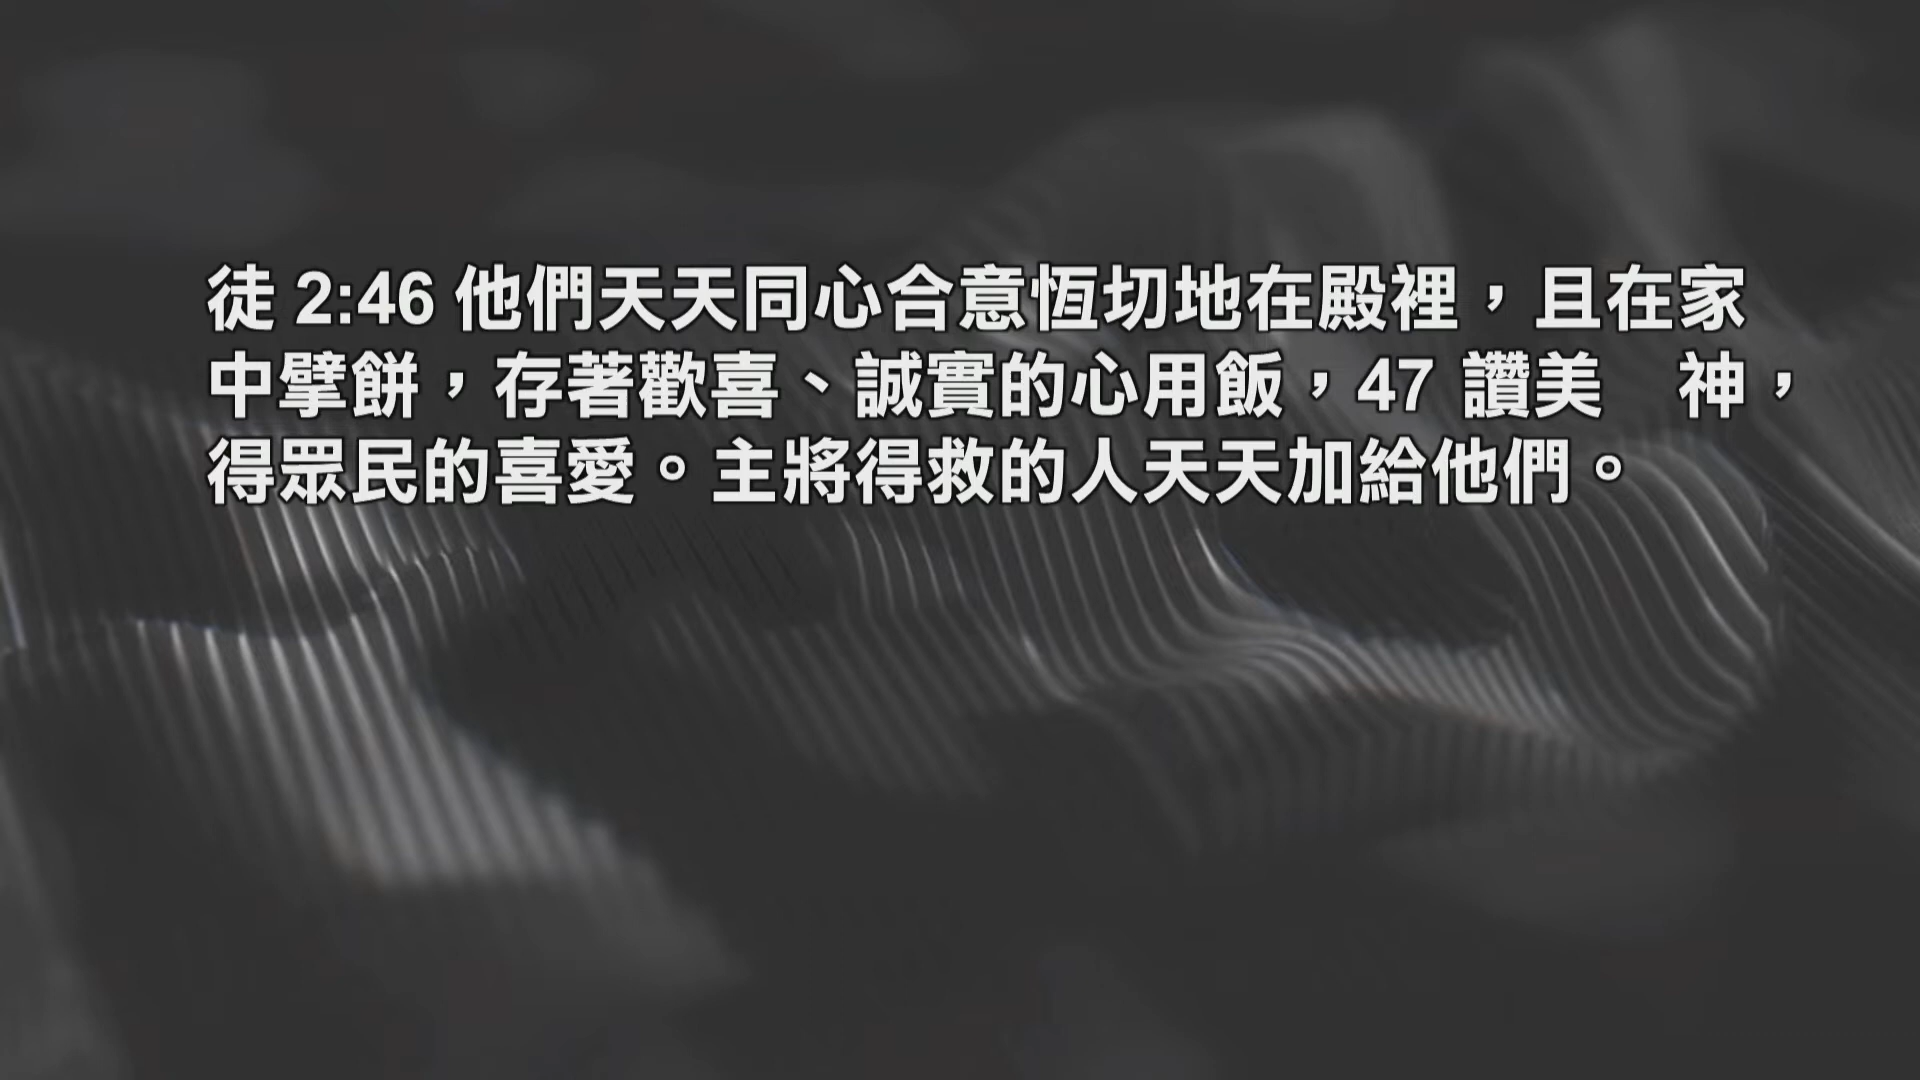 徒 2:46 他們天天同心合意恆切地在殿裡，且在家
中擘餅，存著歡喜、誠實的心用飯，47 讚美　神，
得眾民的喜愛。主將得救的人天天加給他們。